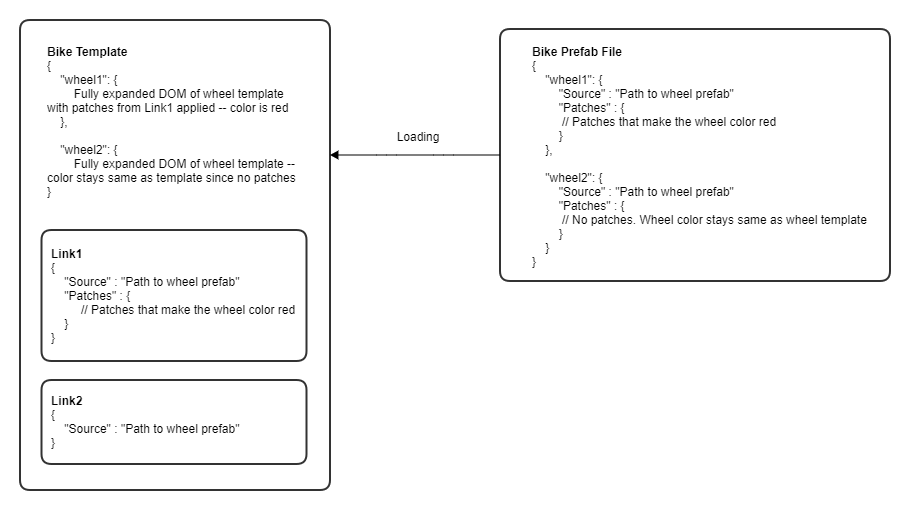 Bike Template
{
"wheel1": {
Fully expanded DOM of wheel template
with patches from Link1 applied -- color is red
},
"wheel2": {
Fully expanded DOM of wheel template --
color stays same as template since no patches
}
Link1
{
"Source" : "Path to wheel prefab"
"Patches" : {
// Patches that make the wheel color red
}
}
Link2
{
"Source" : "Path to wheel prefab"
}
Loading
Bike Prefab File
{
"wheel1": {
"Source" : "Path to wheel prefab"
"Patches" : {
// Patches that make the wheel color red
}
},
"wheel2": {
"Source" : "Path to wheel prefab"
"Patches" : {
// No patches. Wheel color stays same as wheel template
}
}
}